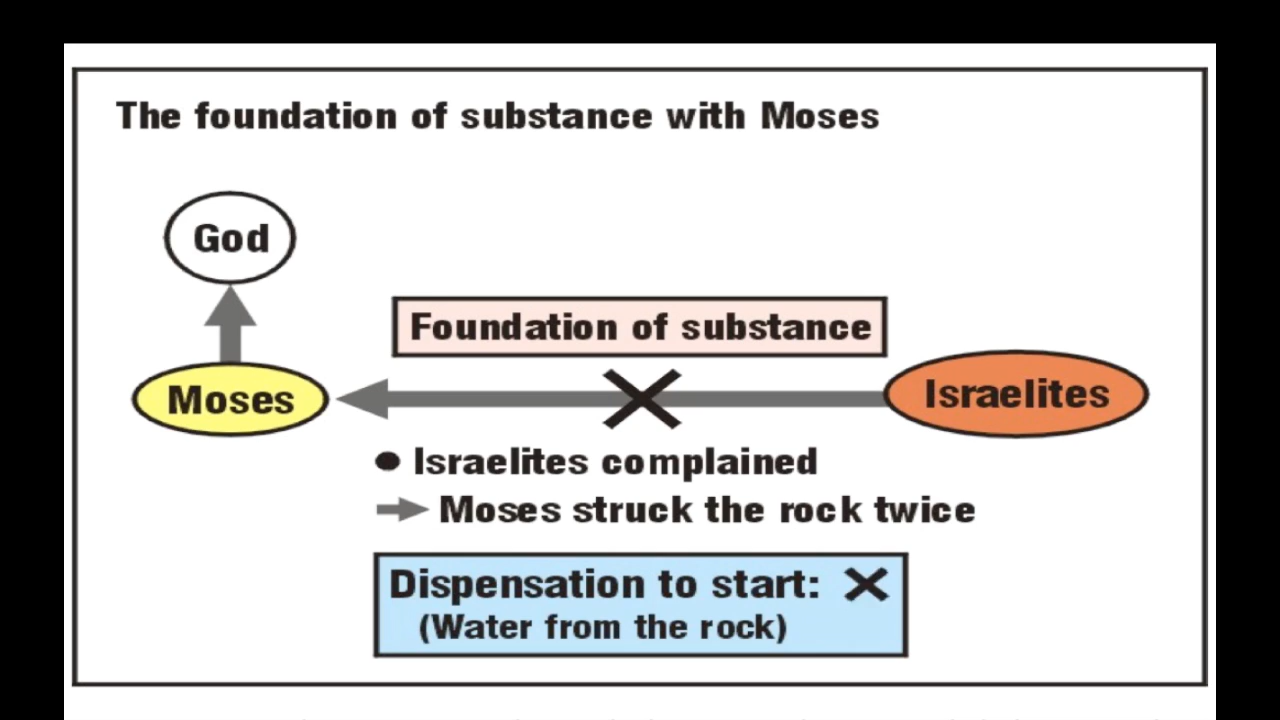 The foundation of substance with Moses
God
Foundation of substance
Moses
Israelites
● Israelites complained
➡ Moses struck the rock twice
Dispensation to start: ✕
(Water from the rock)